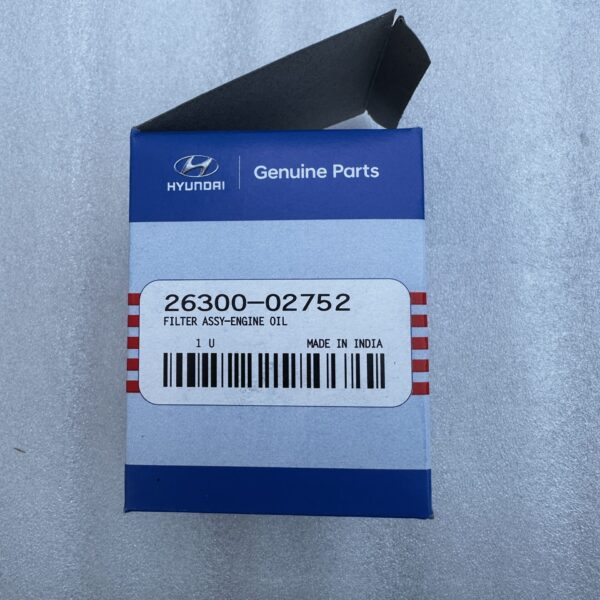 HYUNDAI
Genuine Parts
26300-02752
FILTER ASSY-ENGINE OIL
1 U MADE IN INDIA